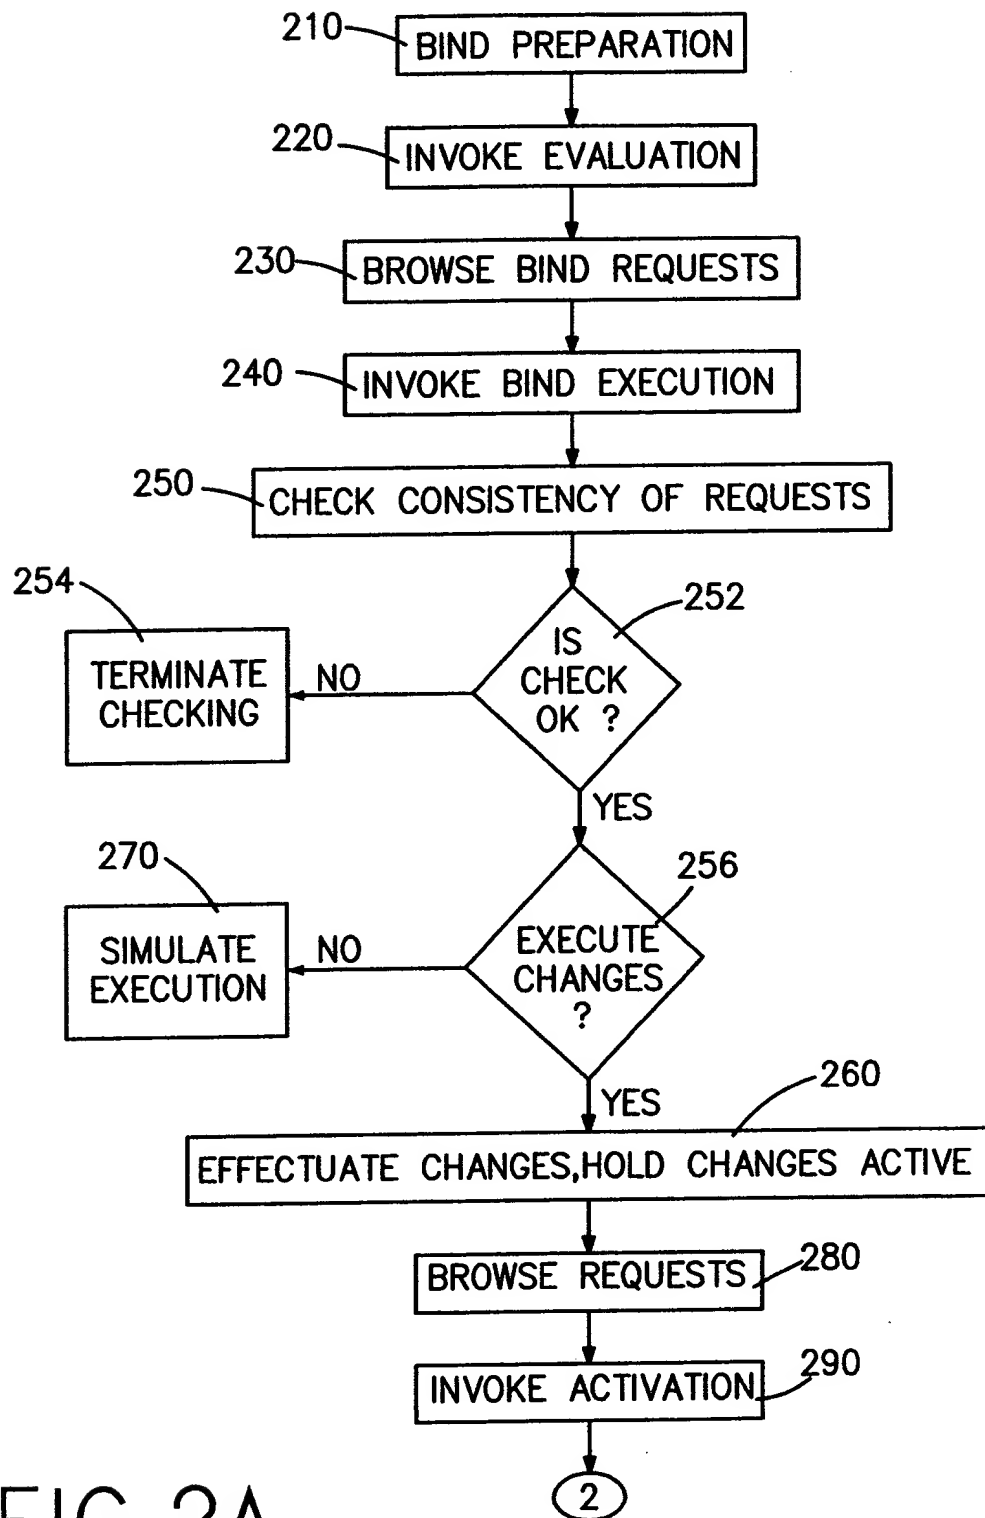 210
BIND PREPARATION
220
INVOKE EVALUATION
230
BROWSE BIND REQUESTS
240
INVOKE BIND EXECUTION
250
CHECK CONSISTENCY OF REQUESTS
254
252
TERMINATE
CHECKING
NO
IS
CHECK
OK ?
YES
270
256
SIMULATE
EXECUTION
NO
EXECUTE
CHANGES
?
YES
260
EFFECTUATE CHANGES,HOLD CHANGES ACTIVE
BROWSE REQUESTS
280
INVOKE ACTIVATION
290
2
FIG. 2A